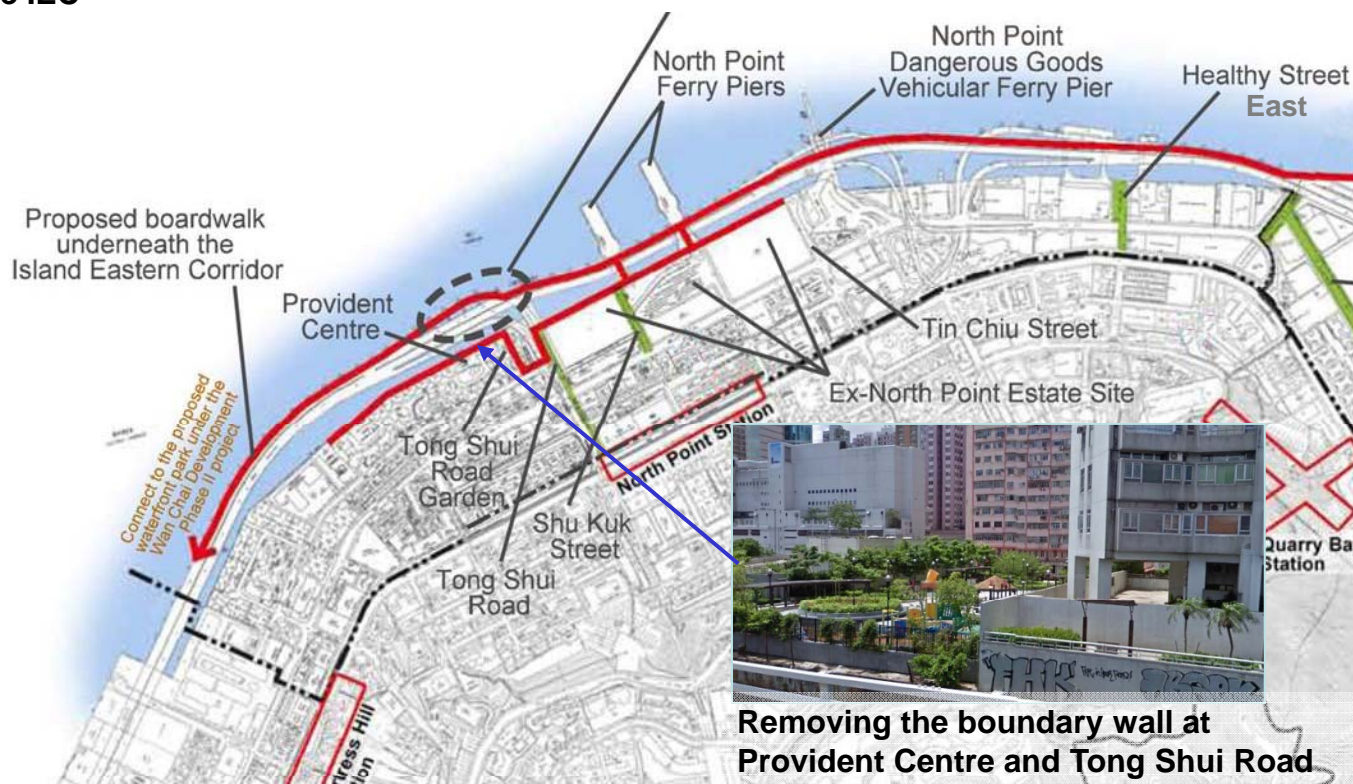 North Point
Ferry Piers
North Point
Dangerous Goods
Vehicular Ferry Pier
Healthy Street
East
Proposed boardwalk
underneath the
Island Eastern Corridor
Provident
Centre
Tin Chiu Street
Ex-North Point Estate Site
Connect to the proposed
waterfront park under the
Wan Chai Development
Phase II project
Tong Shui
Road
Garden
North Point Station
Shu Kuk
Street
Tong Shui
Road
Quarry Ba
Station
FHK
Removing the boundary wall at
Provident Centre and Tong Shui Road